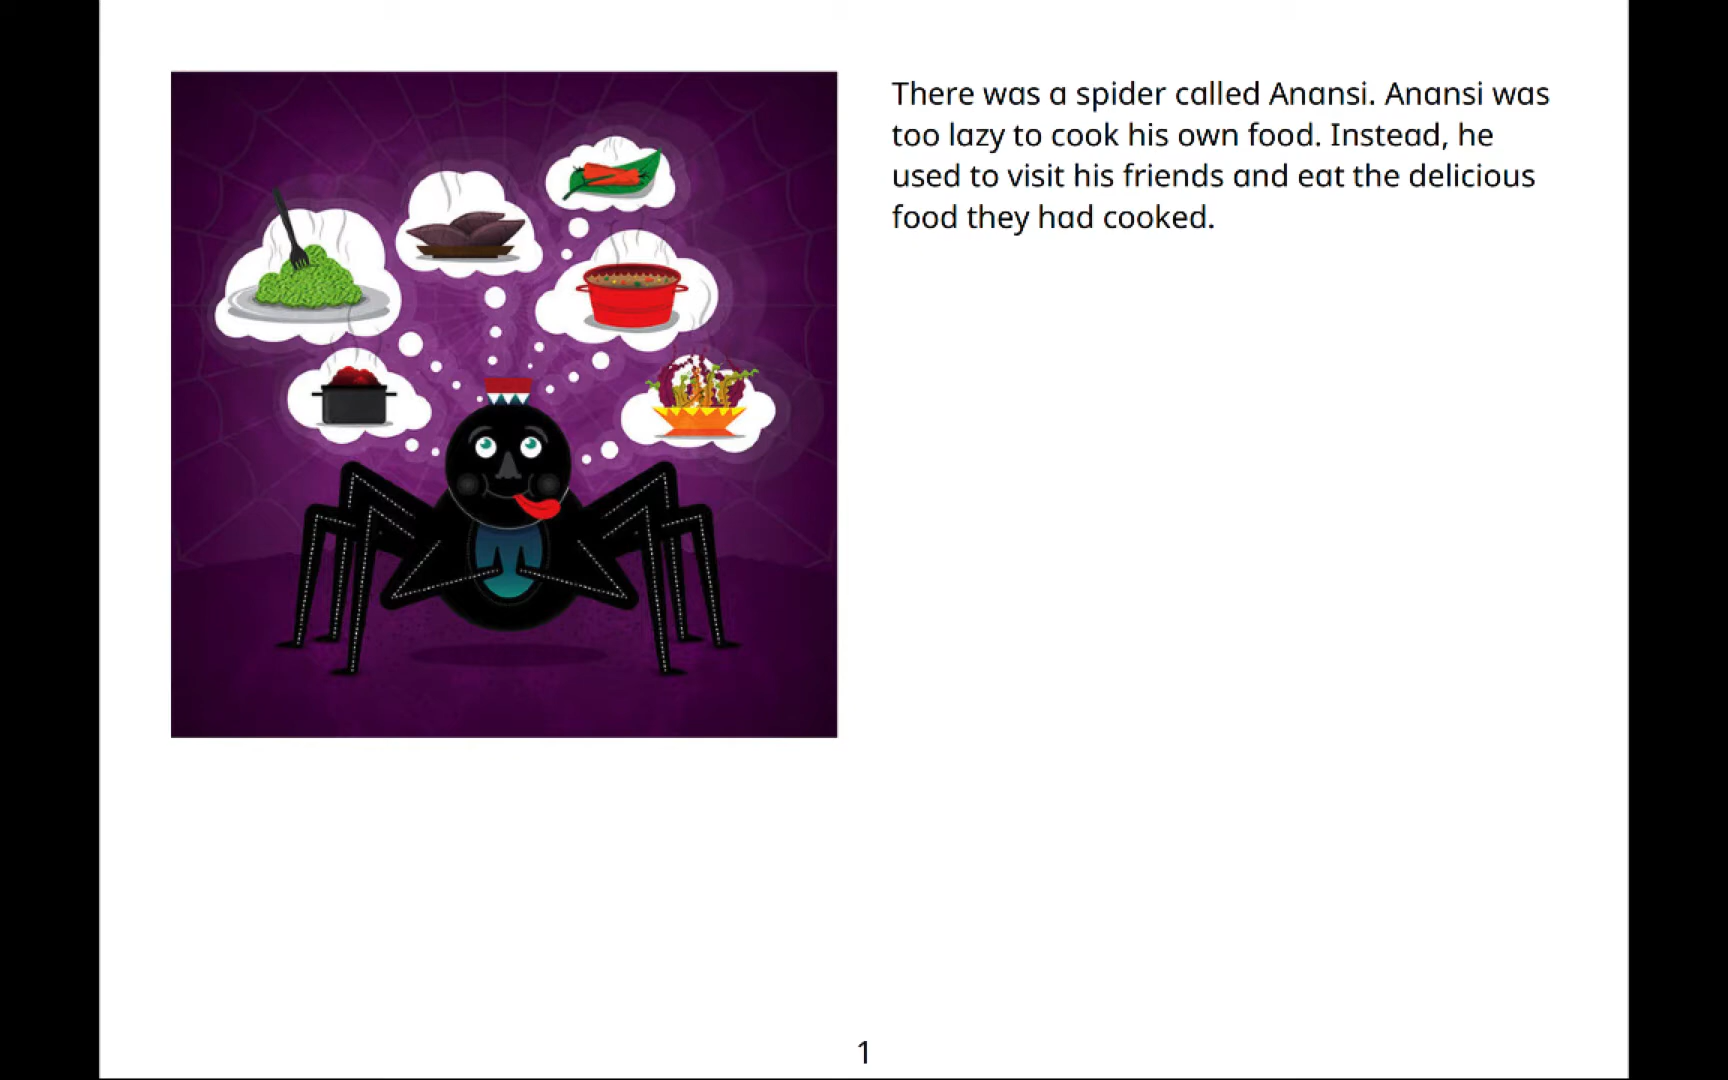 There was a spider called Anansi. Anansi was
too lazy to cook his own food. Instead, he
used to visit his friends and eat the delicious
food they had cooked.
1